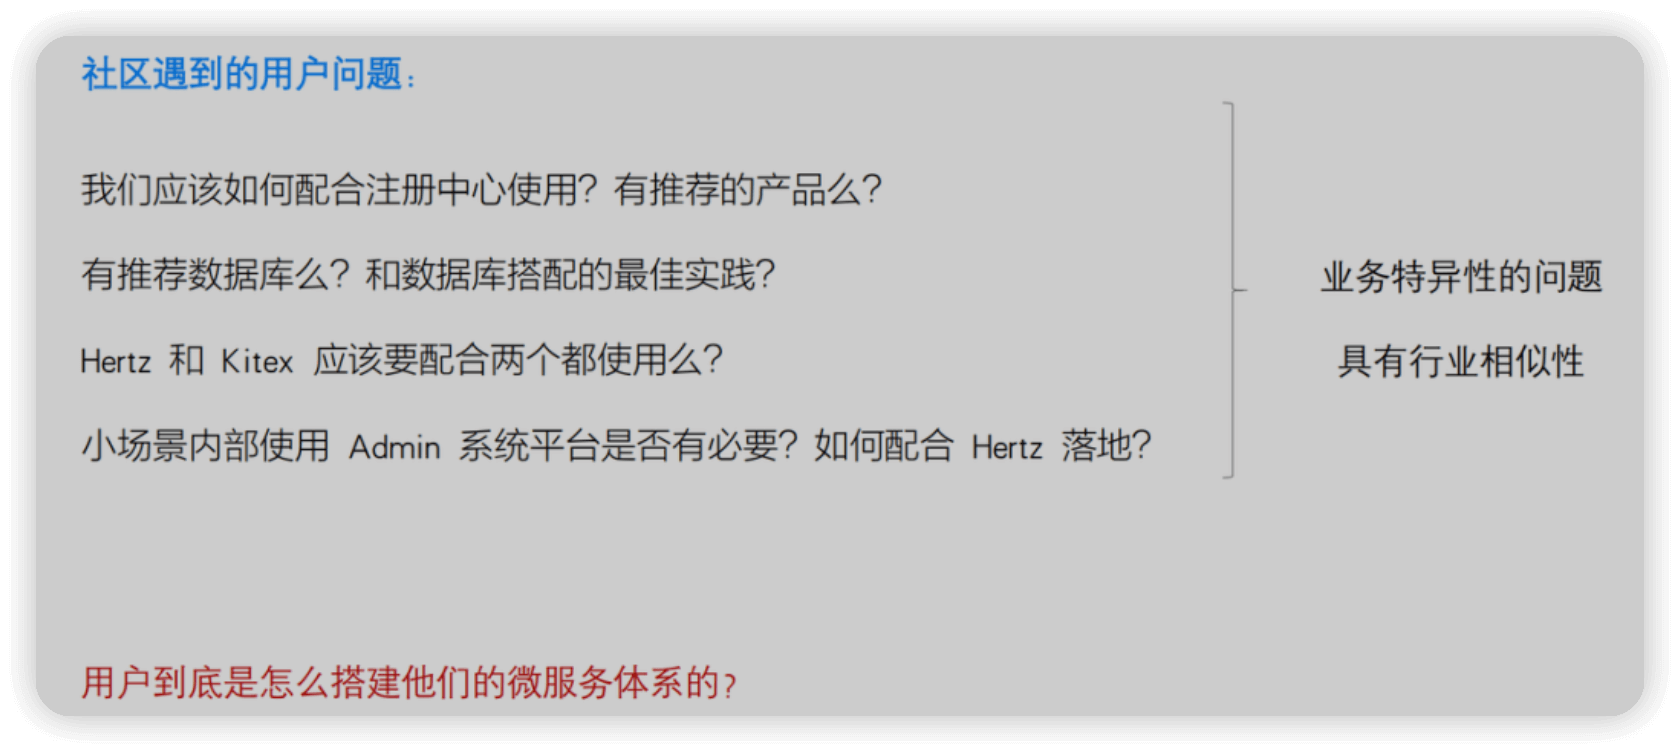 社区遇到的用户问题：
我们应该如何配合注册中心使用？有推荐的产品么？
有推荐数据库么？和数据库搭配的最佳实践？
Hertz 和 Kitex 应该要配合两个都使用么？
小场景内部使用 Admin 系统平台是否有必要？如何配合 Hertz 落地？
业务特异性的问题
具有行业相似性
用户到底是怎么搭建他们的微服务体系的？